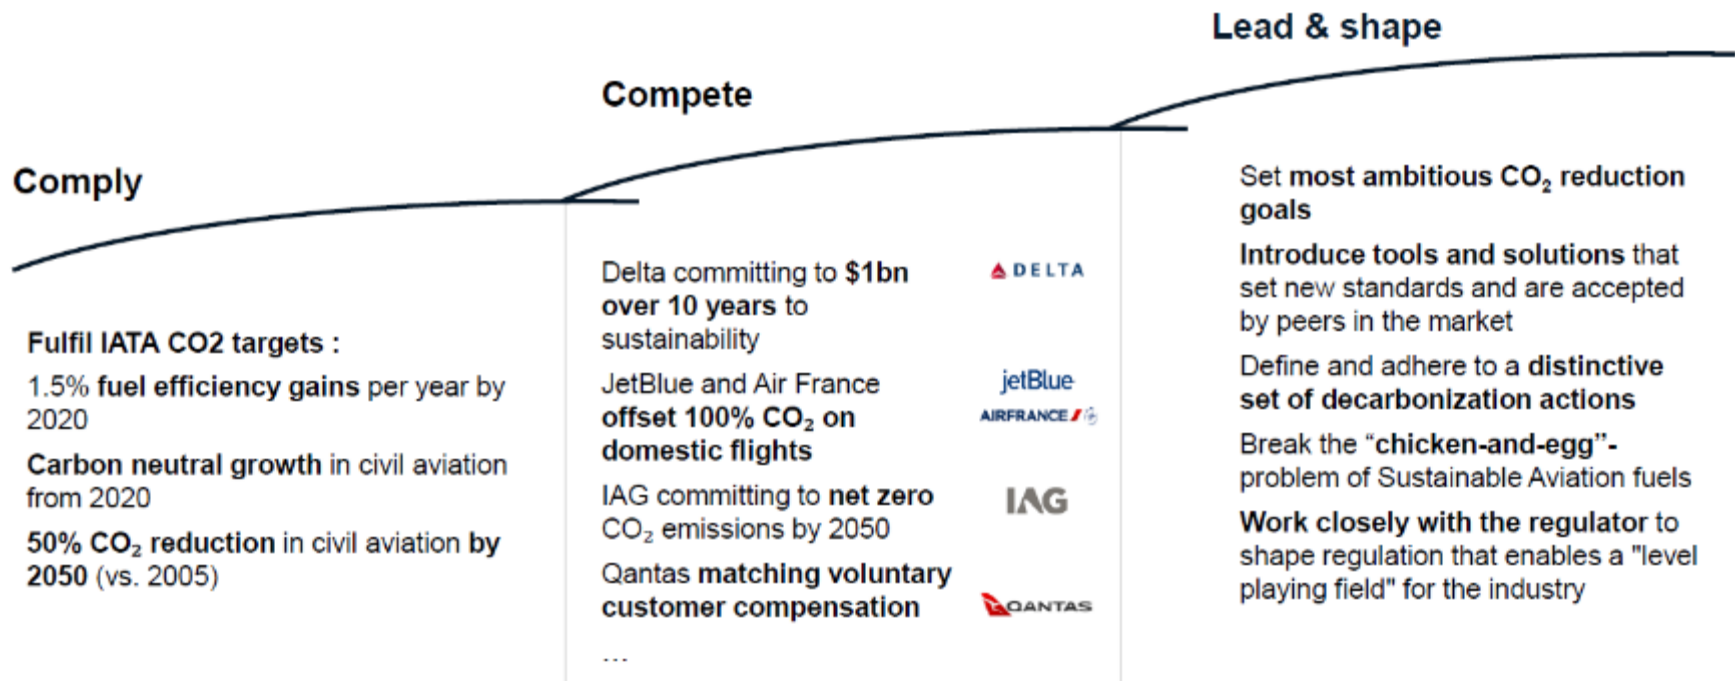 Lead & shape
Compete
Comply
Fulfil IATA CO2 targets :
1.5% fuel efficiency gains per year by
2020
Carbon neutral growth in civil aviation
from 2020
50% CO₂ reduction in civil aviation by
2050 (vs. 2005)
Delta committing to $1bn
over 10 years to
sustainability
DELTA
JetBlue and Air France
offset 100% CO₂ on
domestic flights
jetBlue
AIRFRANCE
IAG committing to net zero
CO₂ emissions by 2050
IAG
Qantas matching voluntary
customer compensation
QANTAS
...
Set most ambitious CO₂ reduction
goals
Introduce tools and solutions that
set new standards and are accepted
by peers in the market
Define and adhere to a distinctive
set of decarbonization actions
Break the “chicken-and-egg”-
problem of Sustainable Aviation fuels
Work closely with the regulator to
shape regulation that enables a "level
playing field" for the industry